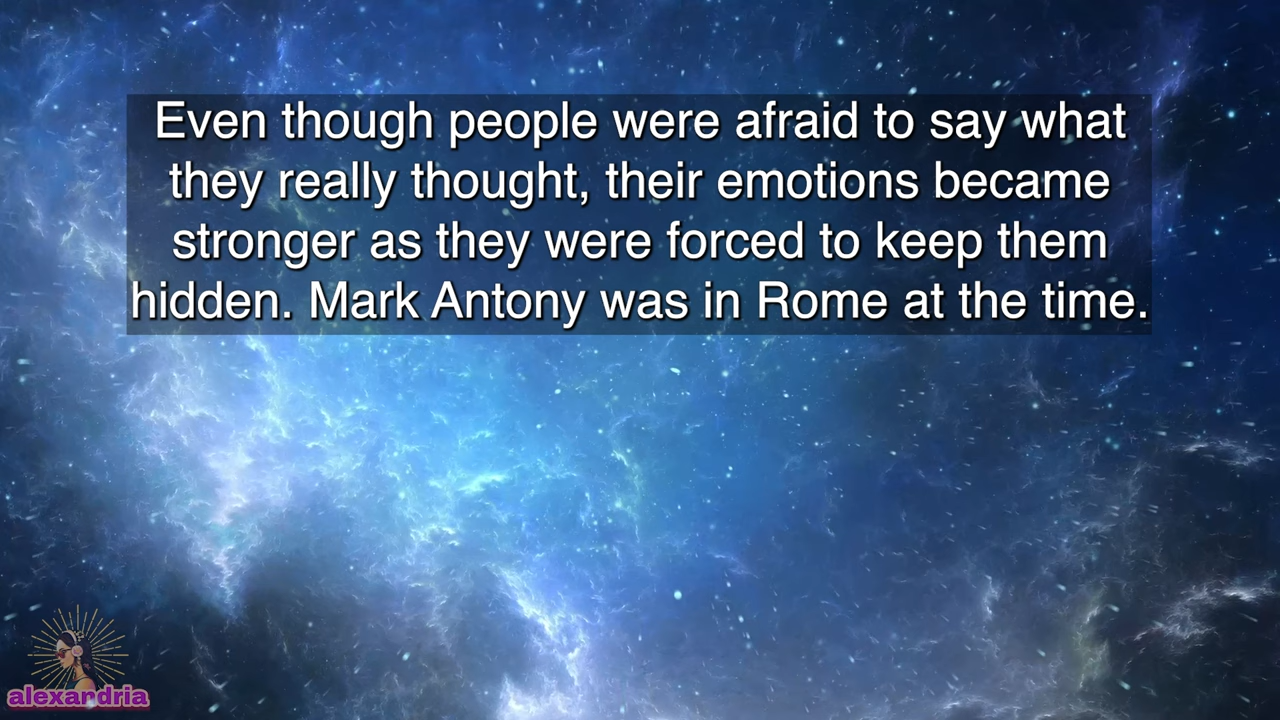 Even though people were afraid to say what
they really thought, their emotions became
stronger as they were forced to keep them
hidden. Mark Antony was in Rome at the time.
alexandria